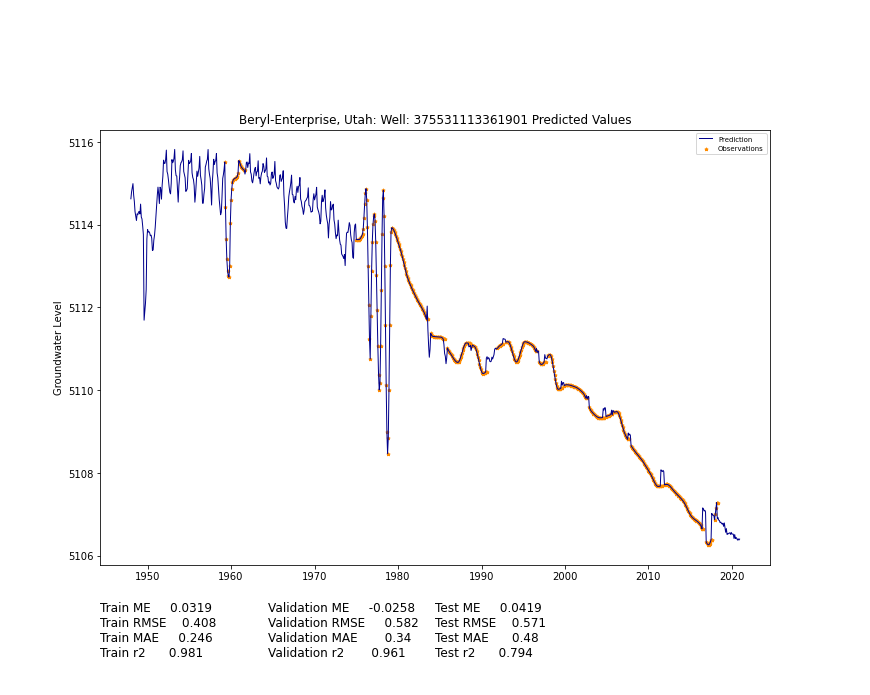 Beryl-Enterprise, Utah: Well: 375531113361901 Predicted Values
Prediction
Observations
Groundwater Level
5116
5114
5112
5110
5108
5106
1950 1960 1970 1980 1990 2000 2010 2020
Train ME 0.0319 Validation ME -0.0258 Test ME 0.0419
Train RMSE 0.408 Validation RMSE 0.582 Test RMSE 0.571
Train MAE 0.246 Validation MAE 0.34 Test MAE 0.48
Train r2 0.981 Validation r2 0.961 Test r2 0.794